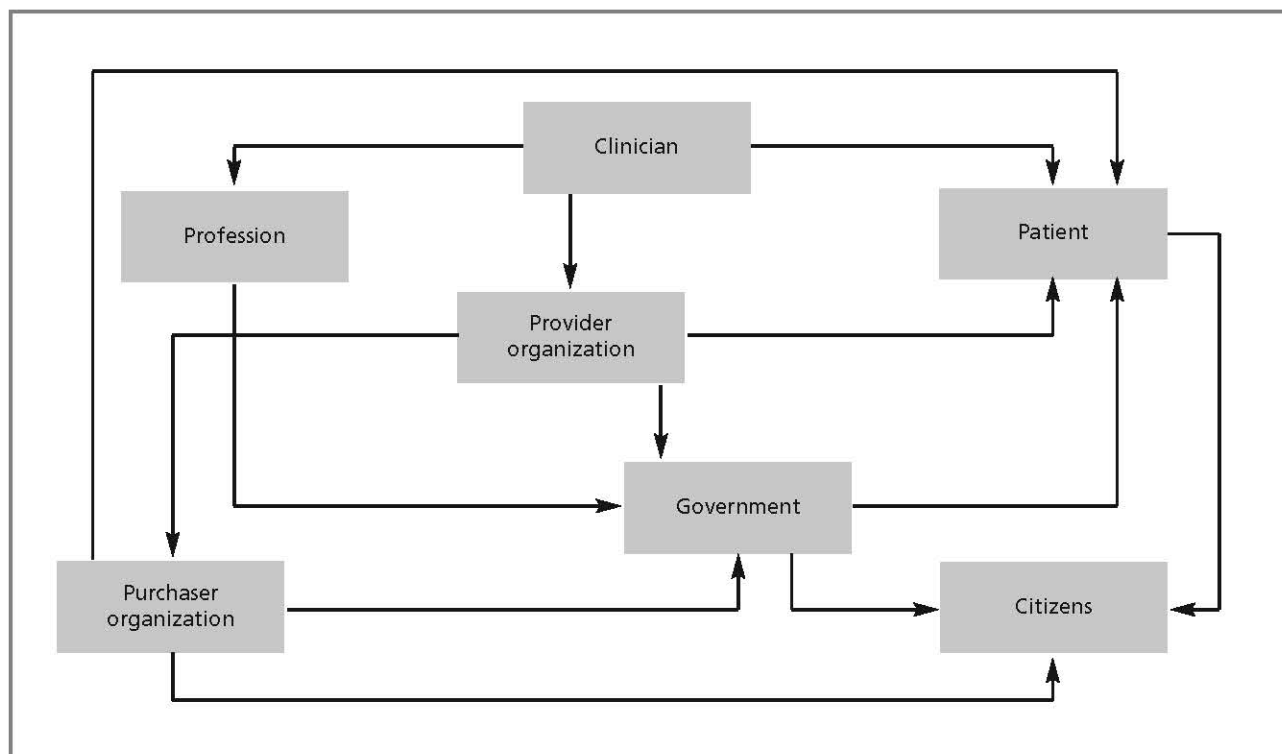 Clinician
Profession
Patient
Provider
organization
Government
Purchaser
organization
Citizens